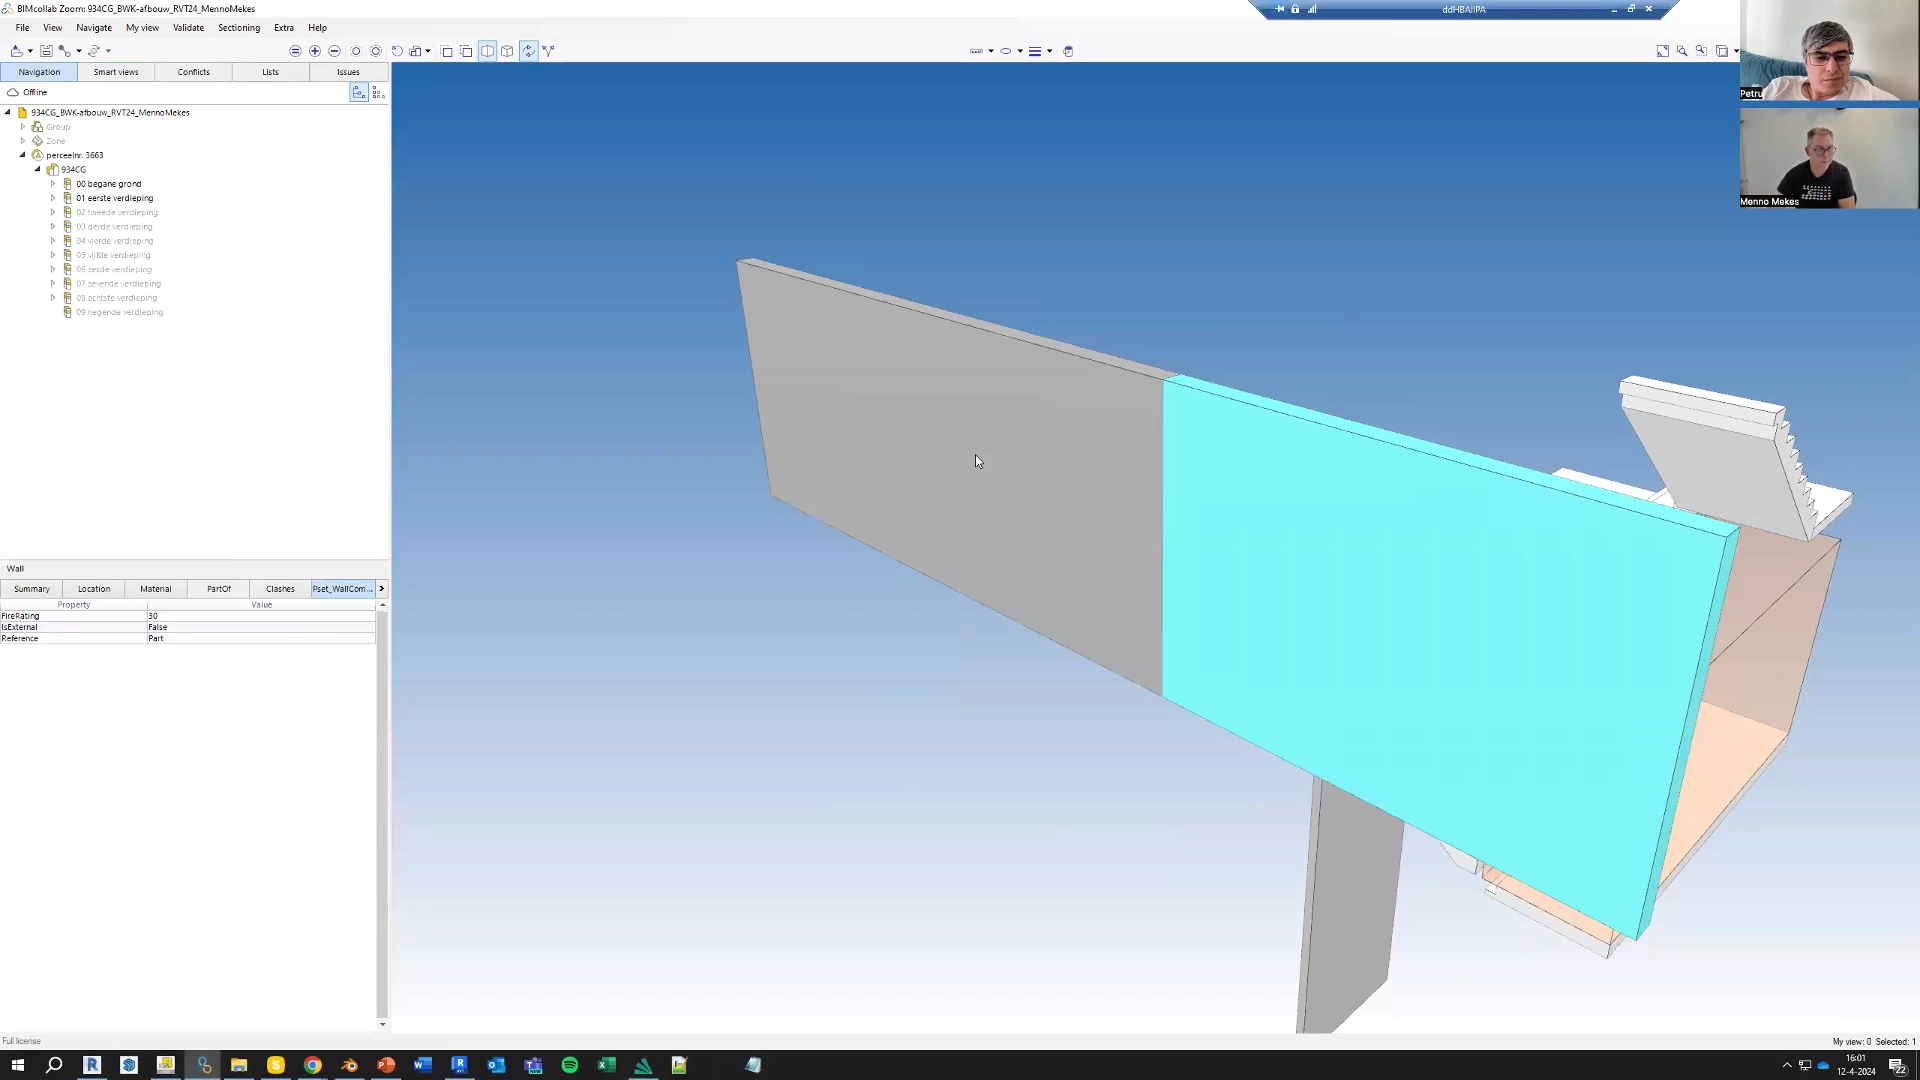 BIMcollab Zoom: 934CG_BWK-afbouw_RVT24_MennoMekes
ddHBAIIPA
File View Navigate My view Validate Sectioning Extra Help
Navigation Smart views Conflicts Lists Issues
Offline
934CG_BWK-afbouw_RVT24_MennoMekes
Group
Zone
perceelnr. 3663
934CG
00 begane grond
01 eerste verdieping
02 tweede verdieping
03 derde verdieping
04 vierde verdieping
05 vijfde verdieping
06 zesde verdieping
07 zevende verdieping
08 achtste verdieping
09 negende verdieping
Petru
Menno Mekes
Wall
Summary Location Material PartOf Clashes Pset_WallCom... >
Property Value
FireRating 30
IsExternal False
Reference Part
Full license
My view: 0 Selected: 1
16:01
12-4-2024
22